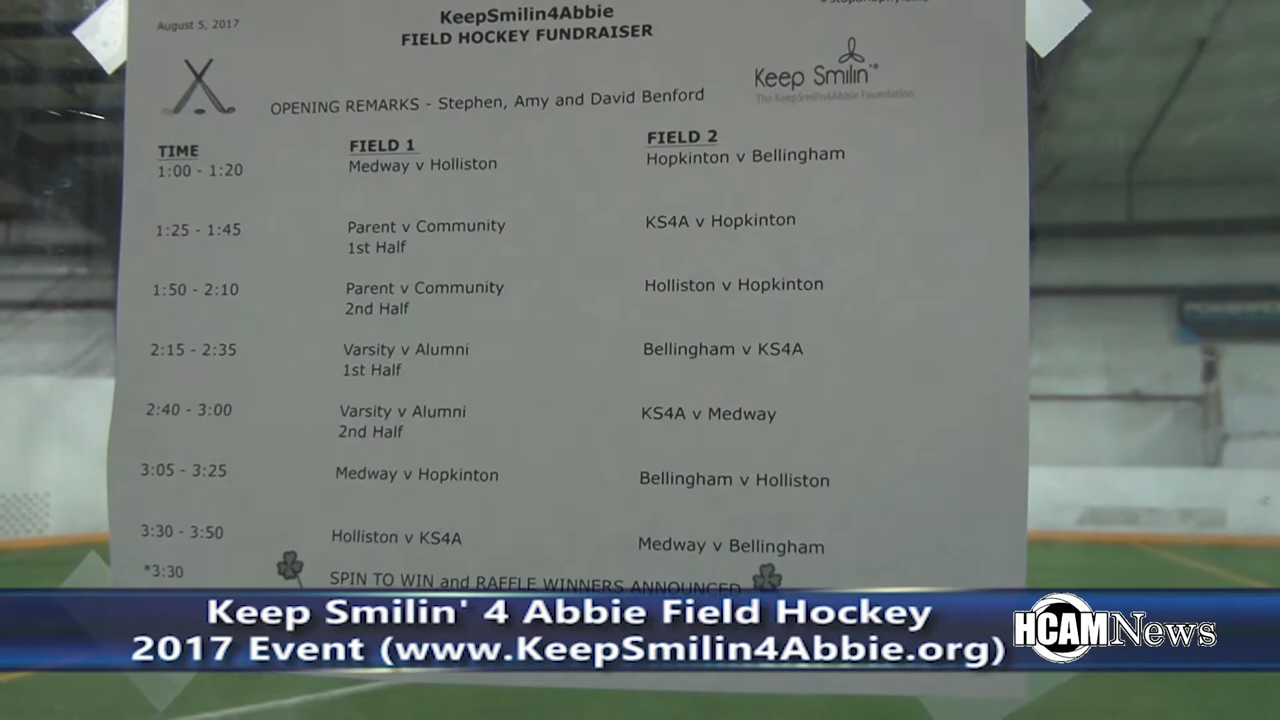 August 5, 2017
KeepSmilin4Abbie
FIELD HOCKEY FUNDRAISER
Keep Smilin'
The KeepSmilin4Abbie Foundation
OPENING REMARKS - Stephen, Amy and David Benford
TIME FIELD 1 FIELD 2
1:00 - 1:20 Medway v Holliston Hopkinton v Bellingham
1:25 - 1:45 Parent v Community KS4A v Hopkinton
1st Half
1:50 - 2:10 Parent v Community Holliston v Hopkinton
2nd Half
2:15 - 2:35 Varsity v Alumni Bellingham v KS4A
1st Half
2:40 - 3:00 Varsity v Alumni KS4A v Medway
2nd Half
3:05 - 3:25 Medway v Hopkinton Bellingham v Holliston
3:30 - 3:50 Holliston v KS4A Medway v Bellingham
*3:30 SPIN TO WIN and RAFFLE WINNERS ANNOUNCED
Keep Smilin' 4 Abbie Field Hockey
2017 Event (www.KeepSmilin4Abbie.org)
HCAM News